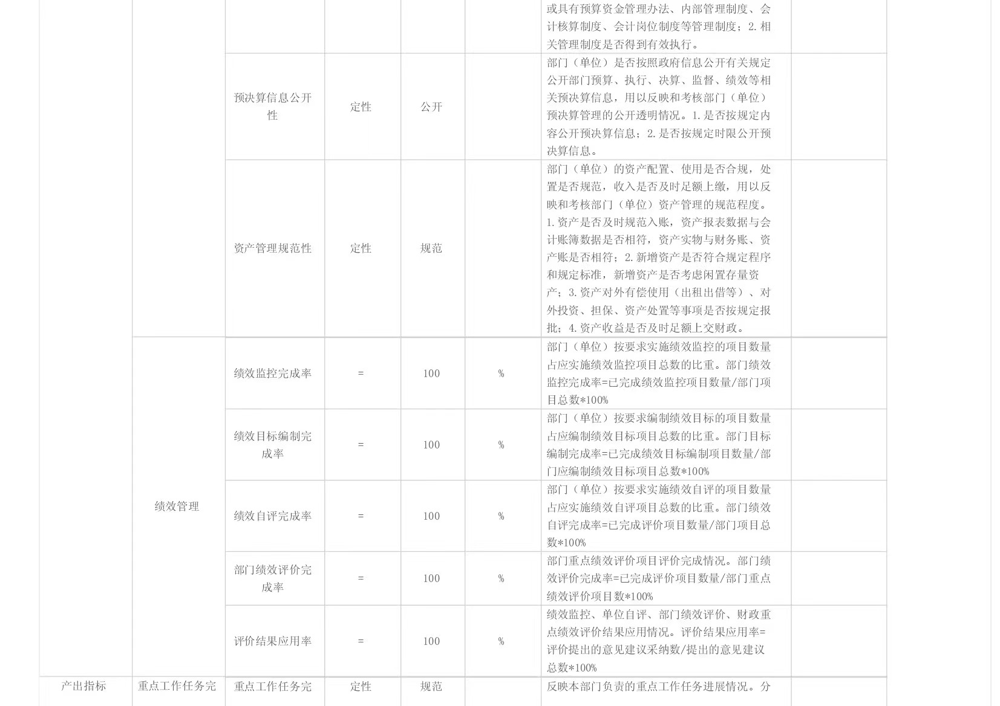 或具有预算资金管理办法、内部管理制度、会
计核算制度、会计岗位制度等管理制度；2.相
关管理制度是否得到有效执行。
预决算信息公开
性
定性
公开
部门（单位）是否按照政府信息公开有关规定
公开部门预算、执行、决算、监督、绩效等相
关预决算信息，用以反映和考核部门（单位）
预决算管理的公开透明情况。1.是否按规定内
容公开预决算信息；2.是否按规定时限公开预
决算信息。
资产管理规范性
定性
规范
部门（单位）的资产配置、使用是否合规，处
置是否规范，收入是否及时足额上缴，用以反
映和考核部门（单位）资产管理的规范程度。
1.资产是否及时规范入账，资产报表数据与会
计账簿数据是否相符，资产实物与财务账、资
产账是否相符；2.新增资产是否符合规定程序
和规定标准，新增资产是否考虑闲置存量资
产；3.资产对外有偿使用（出租出借等）、对
外投资、担保、资产处置等事项是否按规定报
批；4.资产收益是否及时足额上交财政。
绩效管理
绩效监控完成率
=
100
%
部门（单位）按要求实施绩效监控的项目数量
占应实施绩效监控项目总数的比重。部门绩效
监控完成率=已完成绩效监控项目数量/部门项
目总数*100%
绩效目标编制完
成率
=
100
%
部门（单位）按要求编制绩效目标的项目数量
占应编制绩效目标项目总数的比重。部门目标
编制完成率=已完成绩效目标编制项目数量/部
门应编制绩效目标项目总数*100%
绩效自评完成率
=
100
%
部门（单位）按要求实施绩效自评的项目数量
占应实施绩效自评项目总数的比重。部门绩效
自评完成率=已完成评价项目数量/部门项目总
数*100%
部门绩效评价完
成率
=
100
%
部门重点绩效评价项目评价完成情况。部门绩
效评价完成率=已完成评价项目数量/部门重点
绩效评价项目数*100%
评价结果应用率
=
100
%
绩效监控、单位自评、部门绩效评价、财政重
点绩效评价结果应用情况。评价结果应用率=
评价提出的意见建议采纳数/提出的意见建议
总数*100%
产出指标
重点工作任务完
重点工作任务完
定性
规范
反映本部门负责的重点工作任务进展情况。分